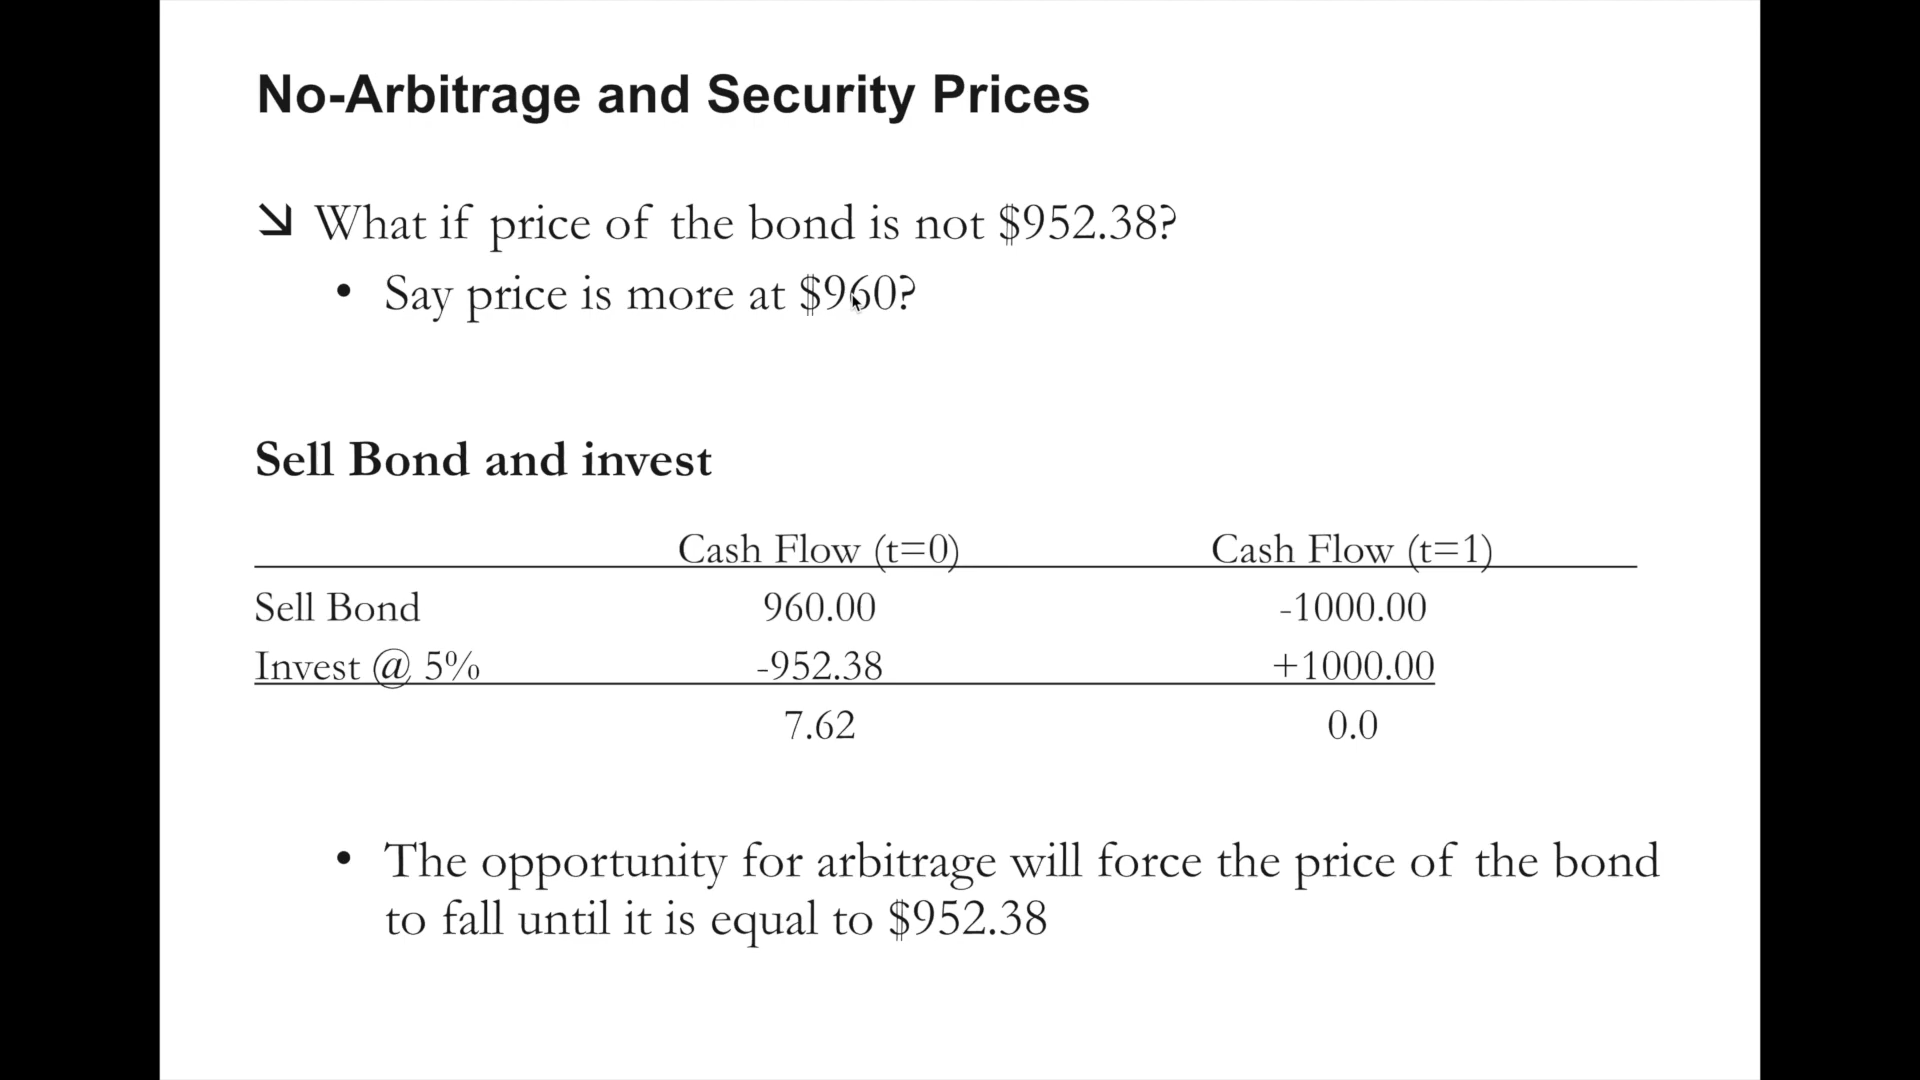 No-Arbitrage and Security Prices
What if price of the bond is not $952.38?
• Say price is more at $960?
Sell Bond and invest
Cash Flow (t=0) Cash Flow (t=1)
Sell Bond 960.00 -1000.00
Invest @ 5% -952.38 +1000.00
7.62 0.0
• The opportunity for arbitrage will force the price of the bond
to fall until it is equal to $952.38